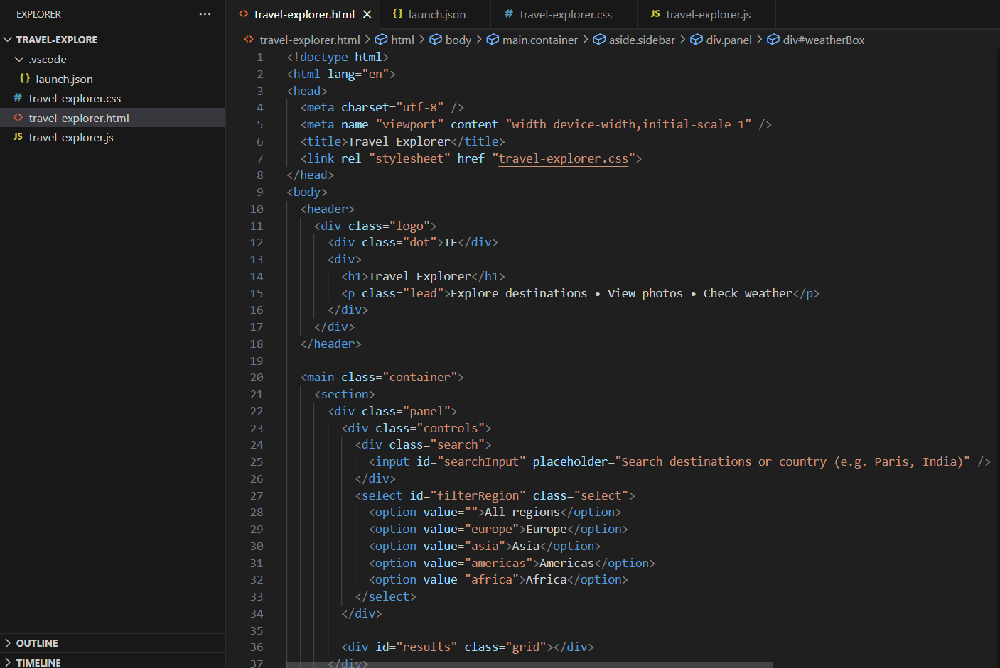 EXPLORER
TRAVEL-EXPLORE
.vscode
{} launch.json
# travel-explorer.css
<> travel-explorer.html
JS travel-explorer.js
OUTLINE
TIMELINE
<> travel-explorer.html
{} launch.json
# travel-explorer.css
JS travel-explorer.js
<> travel-explorer.html > html > body > main.container > aside.sidebar > div.panel > div#weatherBox
1 <!doctype html>
2 <html lang="en">
3 <head>
4   <meta charset="utf-8" />
5   <meta name="viewport" content="width=device-width,initial-scale=1" />
6   <title>Travel Explorer</title>
7   <link rel="stylesheet" href="travel-explorer.css">
8 </head>
9 <body>
10   <header>
11     <div class="logo">
12       <div class="dot">TE</div>
13       <div>
14         <h1>Travel Explorer</h1>
15         <p class="lead">Explore destinations • View photos • Check weather</p>
16       </div>
17     </div>
18   </header>
19
20   <main class="container">
21     <section>
22       <div class="panel">
23         <div class="controls">
24           <div class="search">
25             <input id="searchInput" placeholder="Search destinations or country (e.g. Paris, India)" />
26           </div>
27           <select id="filterRegion" class="select">
28             <option value="">All regions</option>
29             <option value="europe">Europe</option>
30             <option value="asia">Asia</option>
31             <option value="americas">Americas</option>
32             <option value="africa">Africa</option>
33           </select>
34         </div>
35
36         <div id="results" class="grid"></div>
37       </div>